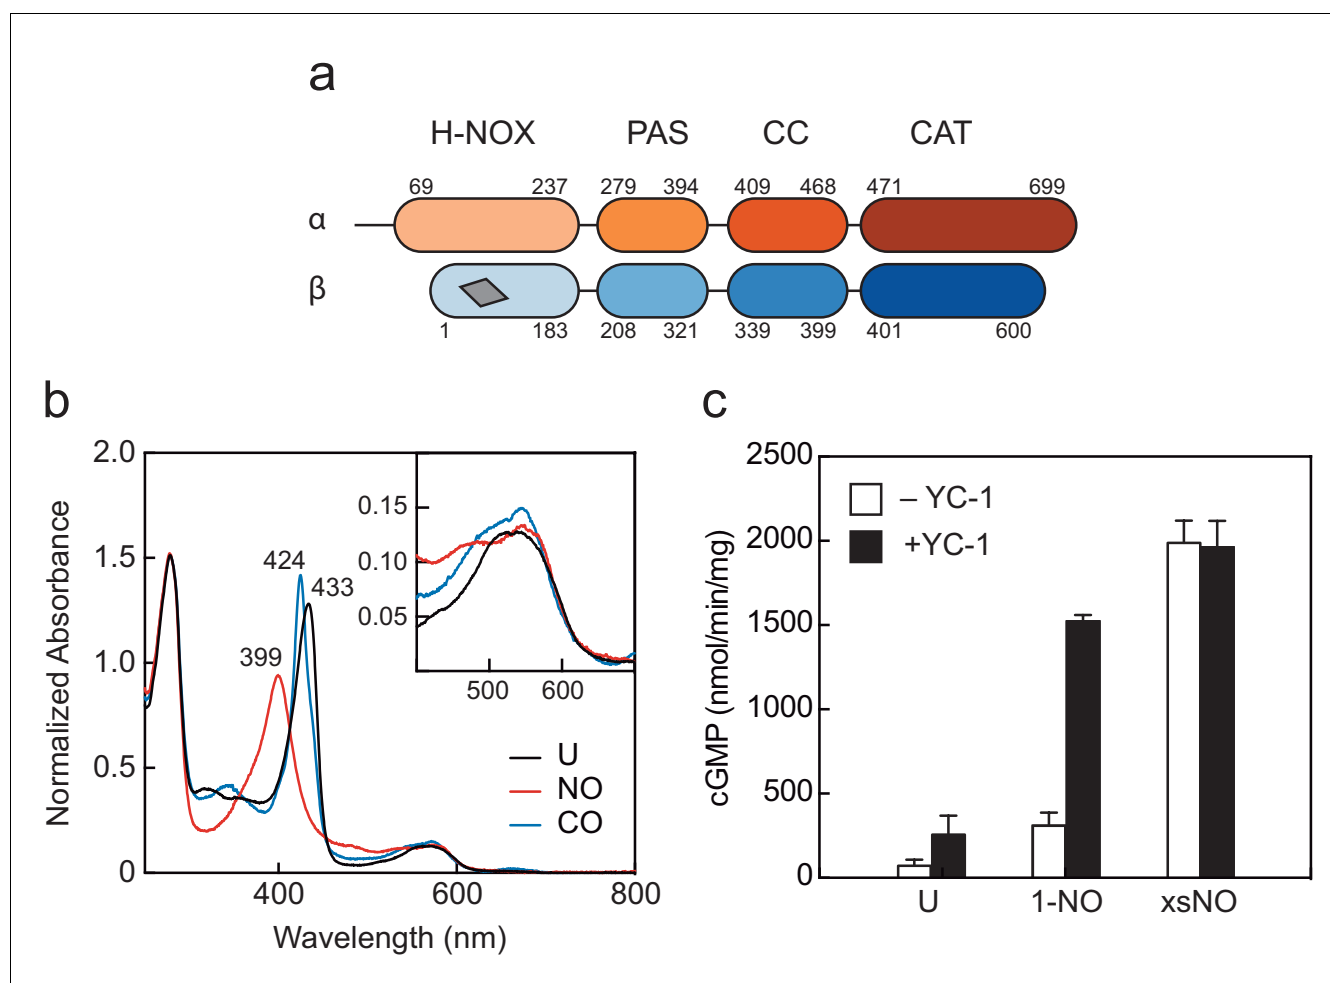 a
H-NOX PAS CC CAT
69 237 279 394 409 468 471 699
α
β
1 183 208 321 339 399 401 600
b
2.0
1.5
1.0
0.5
0
Normalized Absorbance
400 600 800
Wavelength (nm)
424
433
399
0.15
0.10
0.05
500 600
U
NO
CO
c
2500
2000
1500
1000
500
0
cGMP (nmol/min/mg)
– YC-1
+YC-1
U 1-NO xsNO